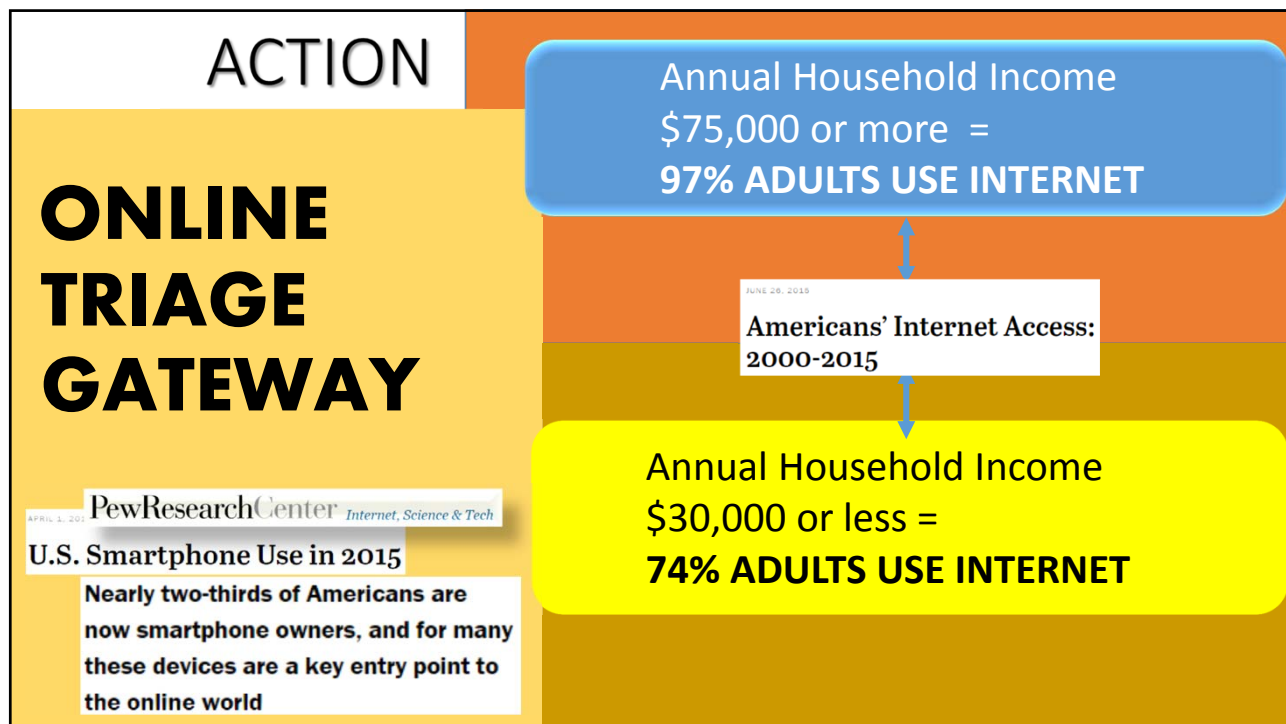 ACTION
ONLINE
TRIAGE
GATEWAY
PewResearchCenter Internet, Science & Tech
APRIL 1, 201
U.S. Smartphone Use in 2015
Nearly two-thirds of Americans are
now smartphone owners, and for many
these devices are a key entry point to
the online world
Annual Household Income
$75,000 or more =
97% ADULTS USE INTERNET
JUNE 26, 2015
Americans' Internet Access:
2000-2015
Annual Household Income
$30,000 or less =
74% ADULTS USE INTERNET